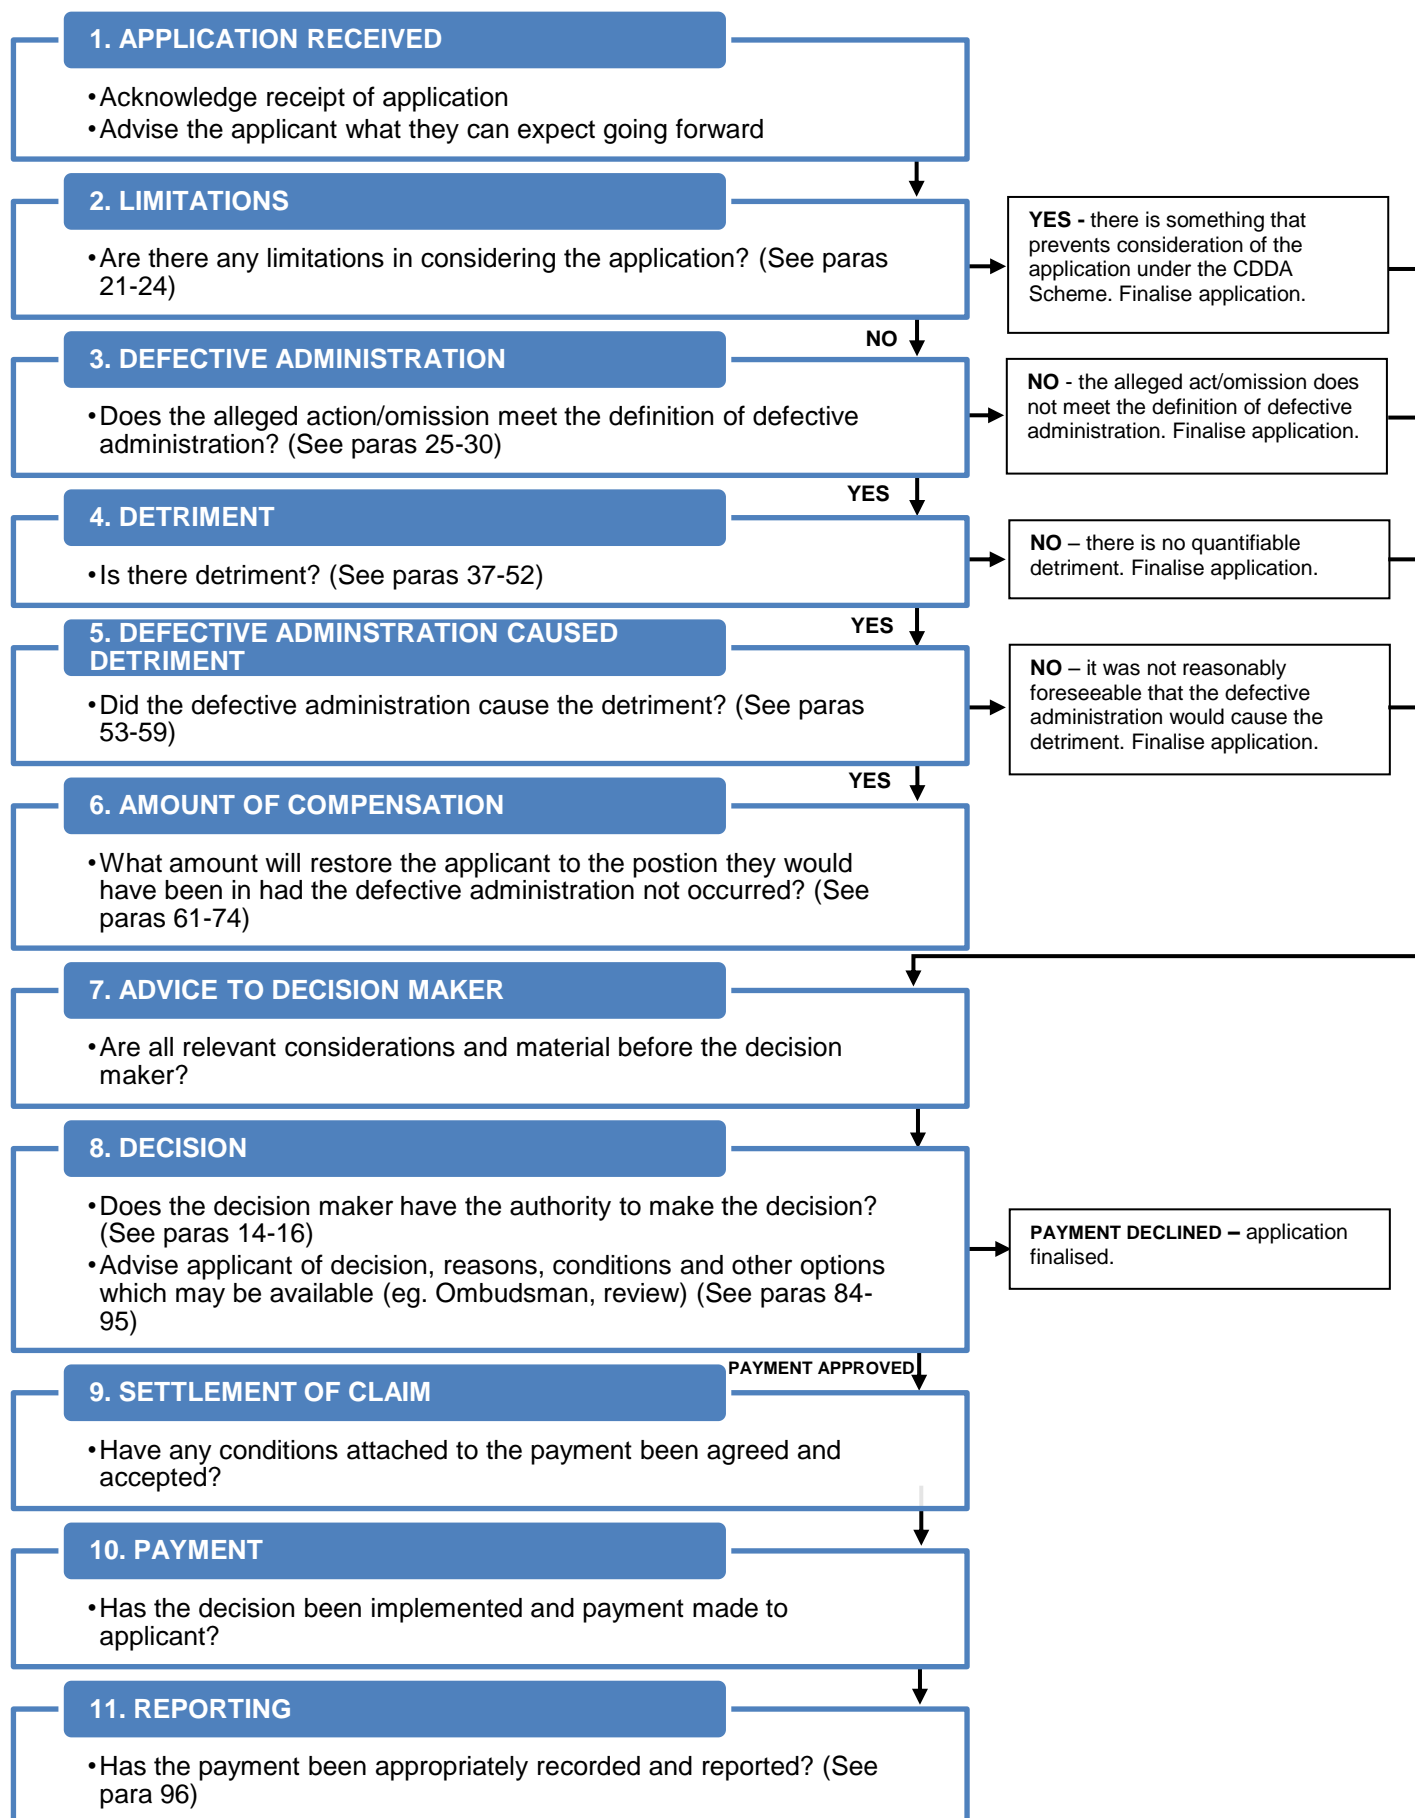 1. APPLICATION RECEIVED
•Acknowledge receipt of application
•Advise the applicant what they can expect going forward
2. LIMITATIONS
•Are there any limitations in considering the application? (See paras
21-24)
YES - there is something that
prevents consideration of the
application under the CDDA
Scheme. Finalise application.
NO
3. DEFECTIVE ADMINISTRATION
•Does the alleged action/omission meet the definition of defective
administration? (See paras 25-30)
NO - the alleged act/omission does
not meet the definition of defective
administration. Finalise application.
YES
4. DETRIMENT
•Is there detriment? (See paras 37-52)
NO – there is no quantifiable
detriment. Finalise application.
YES
5. DEFECTIVE ADMINSTRATION CAUSED
DETRIMENT
•Did the defective administration cause the detriment? (See paras
53-59)
NO – it was not reasonably
foreseeable that the defective
administration would cause the
detriment. Finalise application.
YES
6. AMOUNT OF COMPENSATION
•What amount will restore the applicant to the postion they would
have been in had the defective administration not occurred? (See
paras 61-74)
7. ADVICE TO DECISION MAKER
•Are all relevant considerations and material before the decision
maker?
8. DECISION
•Does the decision maker have the authority to make the decision?
(See paras 14-16)
•Advise applicant of decision, reasons, conditions and other options
which may be available (eg. Ombudsman, review) (See paras 84-
95)
PAYMENT DECLINED – application
finalised.
PAYMENT APPROVED
9. SETTLEMENT OF CLAIM
•Have any conditions attached to the payment been agreed and
accepted?
10. PAYMENT
•Has the decision been implemented and payment made to
applicant?
11. REPORTING
•Has the payment been appropriately recorded and reported? (See
para 96)